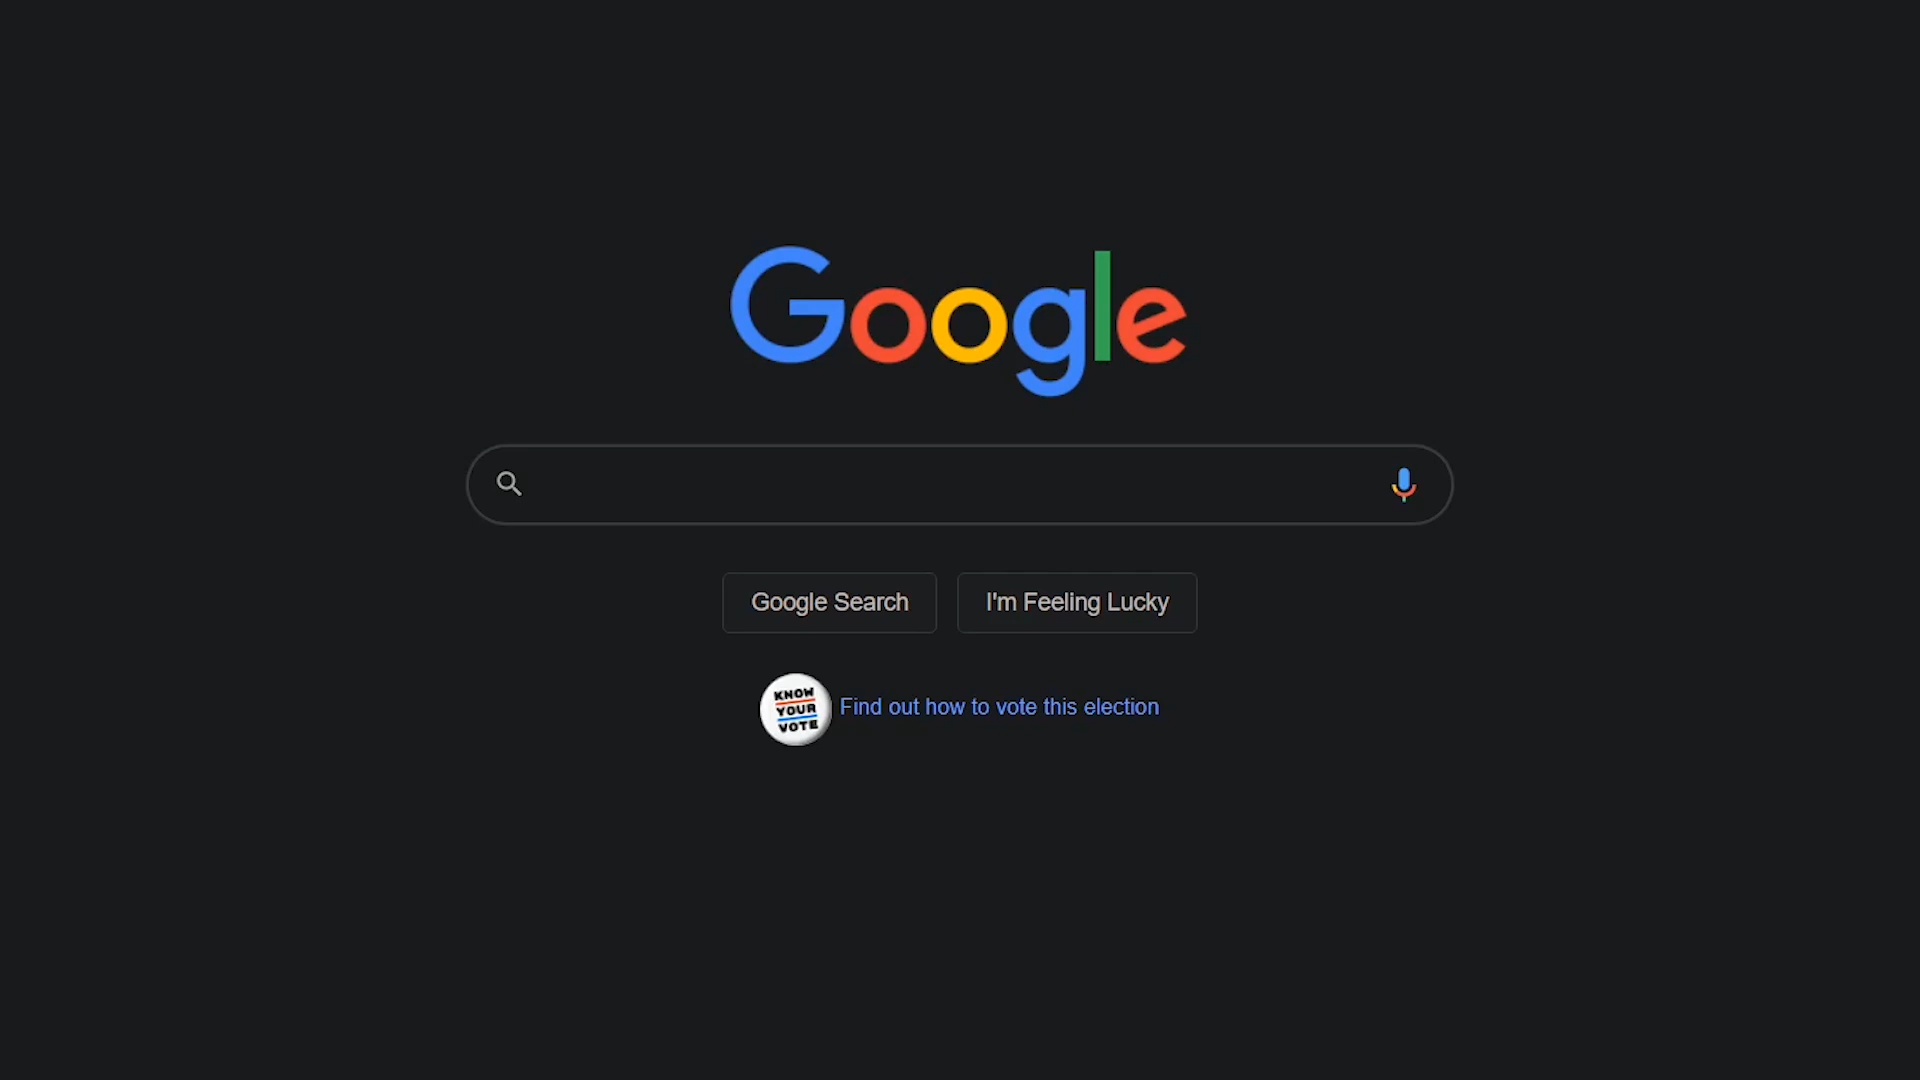 Google
Google Search
I'm Feeling Lucky
KNOW
YOUR
VOTE
Find out how to vote this election